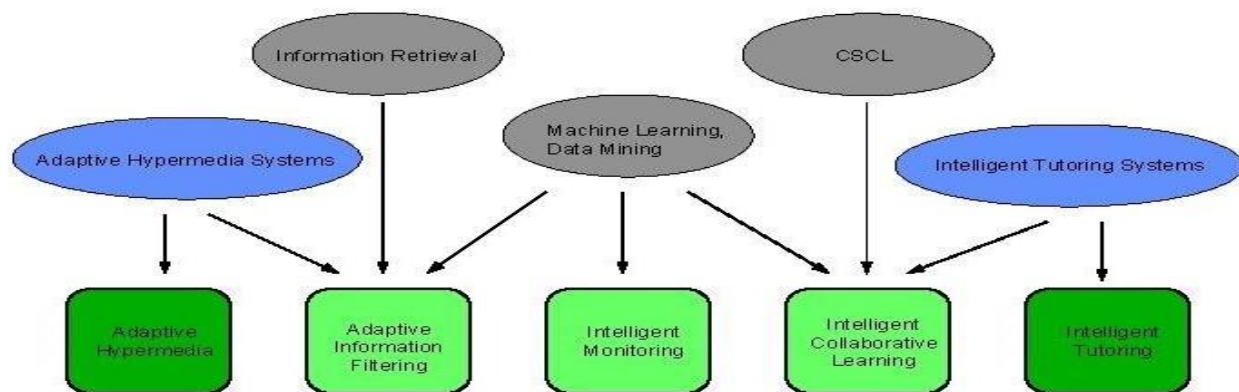 Information Retrieval
CSCL
Machine Learning,
Data Mining
Adaptive Hypermedia Systems
Intelligent Tutoring Systems
Adaptive
Hypermedia
Adaptive
Information
Filtering
Intelligent
Monitoring
Intelligent
Collaborative
Learning
Intelligent
Tutoring